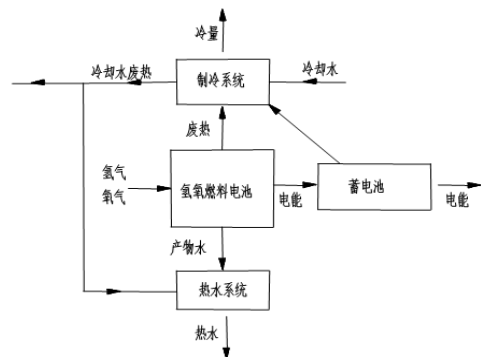 冷量
冷却水废热
制冷系统
冷却水
废热
氢气
氧气
氢氧燃料电池
电能
蓄电池
电能
产物水
热水系统
热水